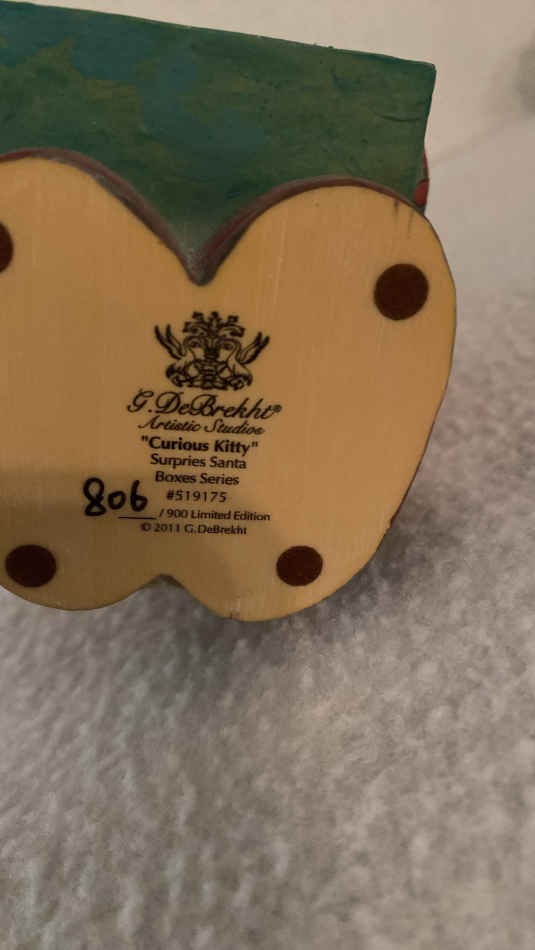 G.DeBrekht®
Artistic Studios
"Curious Kitty"
Surpries Santa
Boxes Series
#519175
806 / 900 Limited Edition
© 2011 G.DeBrekht